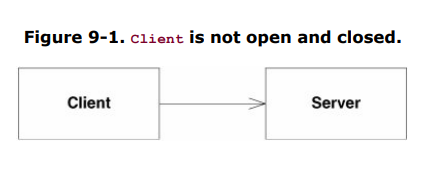 Figure 9-1. Client is not open and closed.
Client
Server